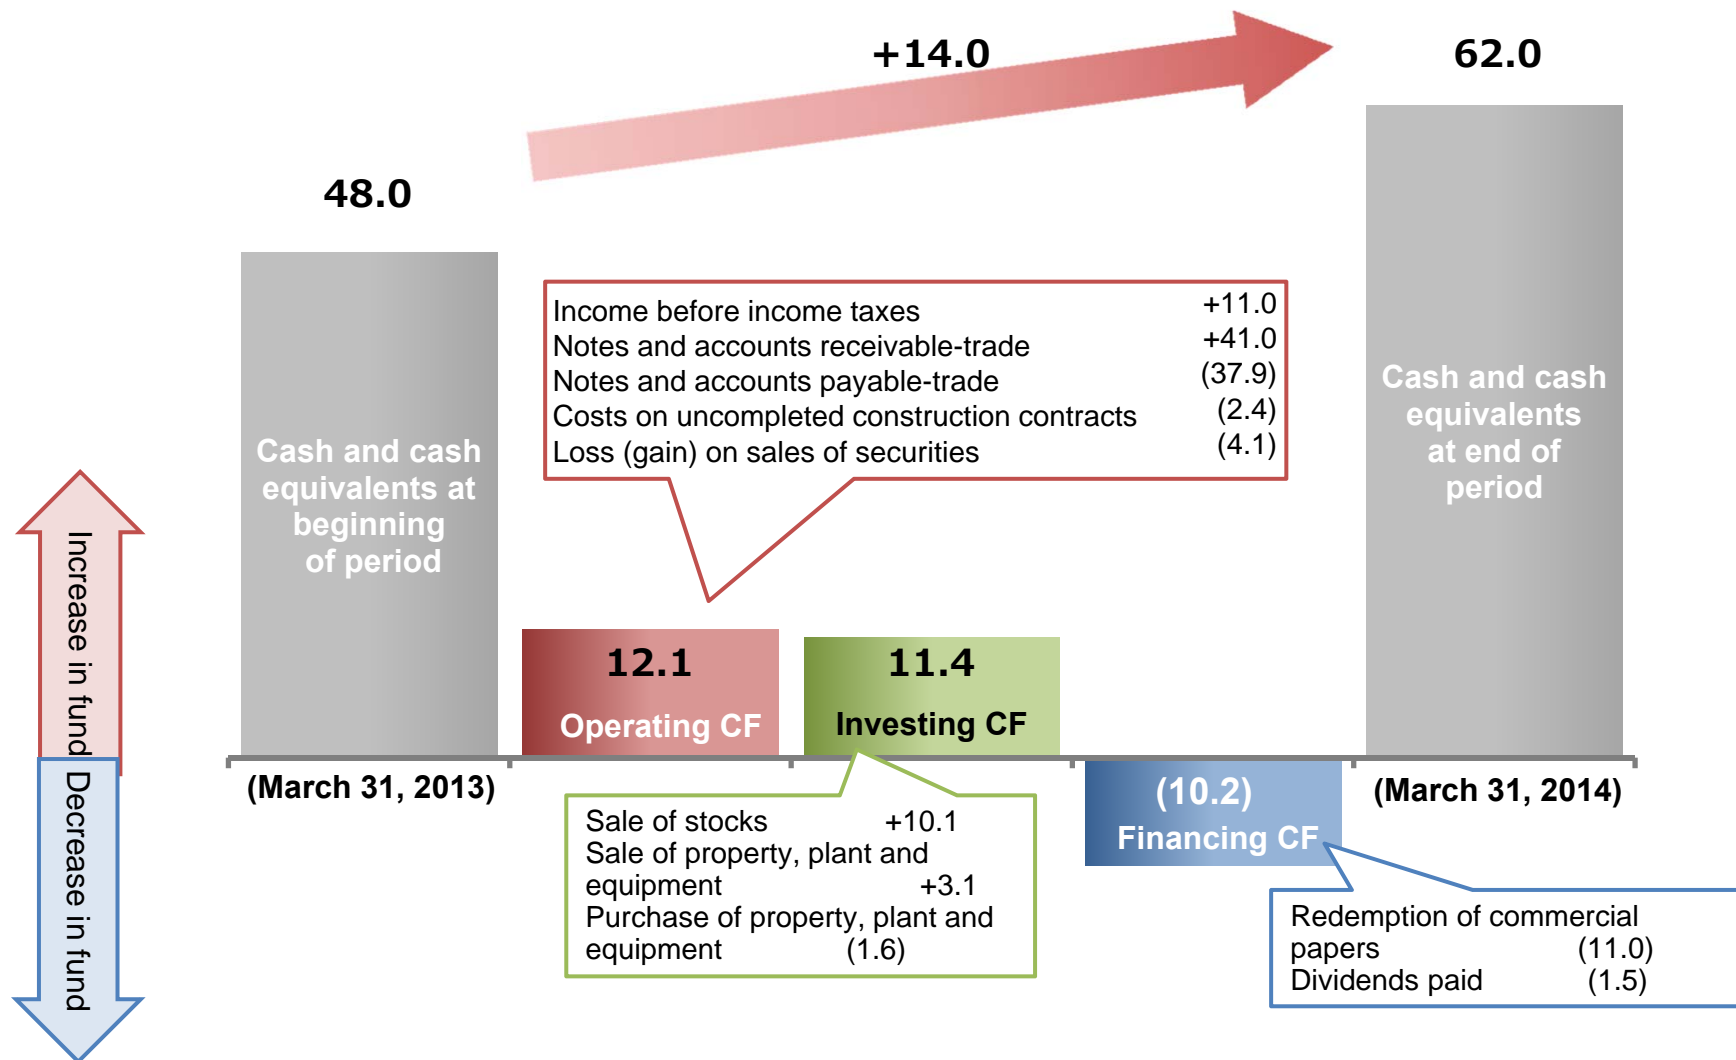 +14.0
62.0
48.0
Income before income taxes +11.0
Notes and accounts receivable-trade +41.0
Notes and accounts payable-trade (37.9)
Costs on uncompleted construction contracts (2.4)
Loss (gain) on sales of securities (4.1)
Cash and cash
equivalents at
beginning
of period
Cash and cash
equivalents
at end of
period
Increase in fund
Decrease in fund
12.1
Operating CF
11.4
Investing CF
(10.2)
Financing CF
(March 31, 2013)
(March 31, 2014)
Sale of stocks +10.1
Sale of property, plant and
equipment +3.1
Purchase of property, plant and
equipment (1.6)
Redemption of commercial
papers (11.0)
Dividends paid (1.5)